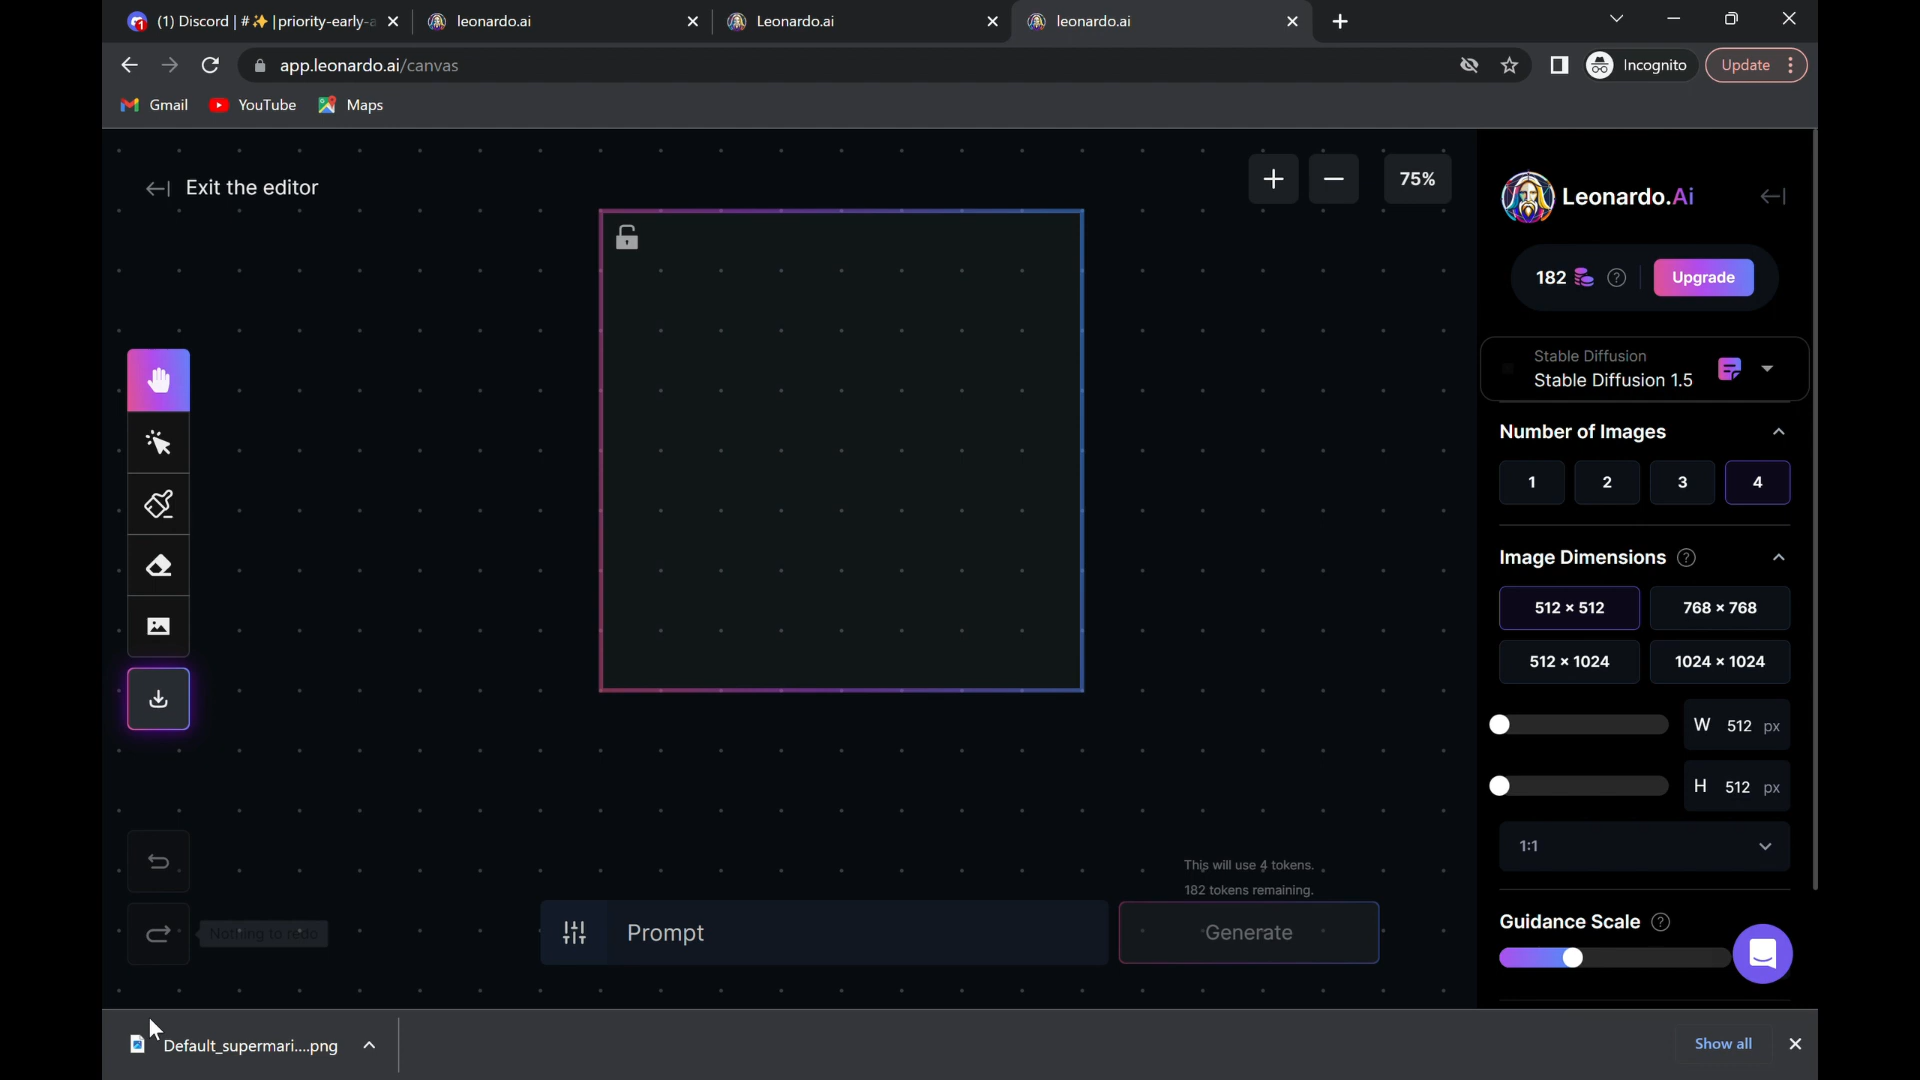 (1) Discord | #✨ | priority-early-a
leonardo.ai
Leonardo.ai
leonardo.ai
app.leonardo.ai/canvas
Incognito
Update
Gmail
YouTube
Maps
Exit the editor
75%
Leonardo.Ai
182
Upgrade
Stable Diffusion
Stable Diffusion 1.5
Number of Images
1
2
3
4
Image Dimensions
512 × 512
768 × 768
512 × 1024
1024 × 1024
W 512 px
H 512 px
1:1
This will use 4 tokens.
182 tokens remaining.
Nothing to redo
Prompt
Generate
Guidance Scale
Default_supermari....png
Show all